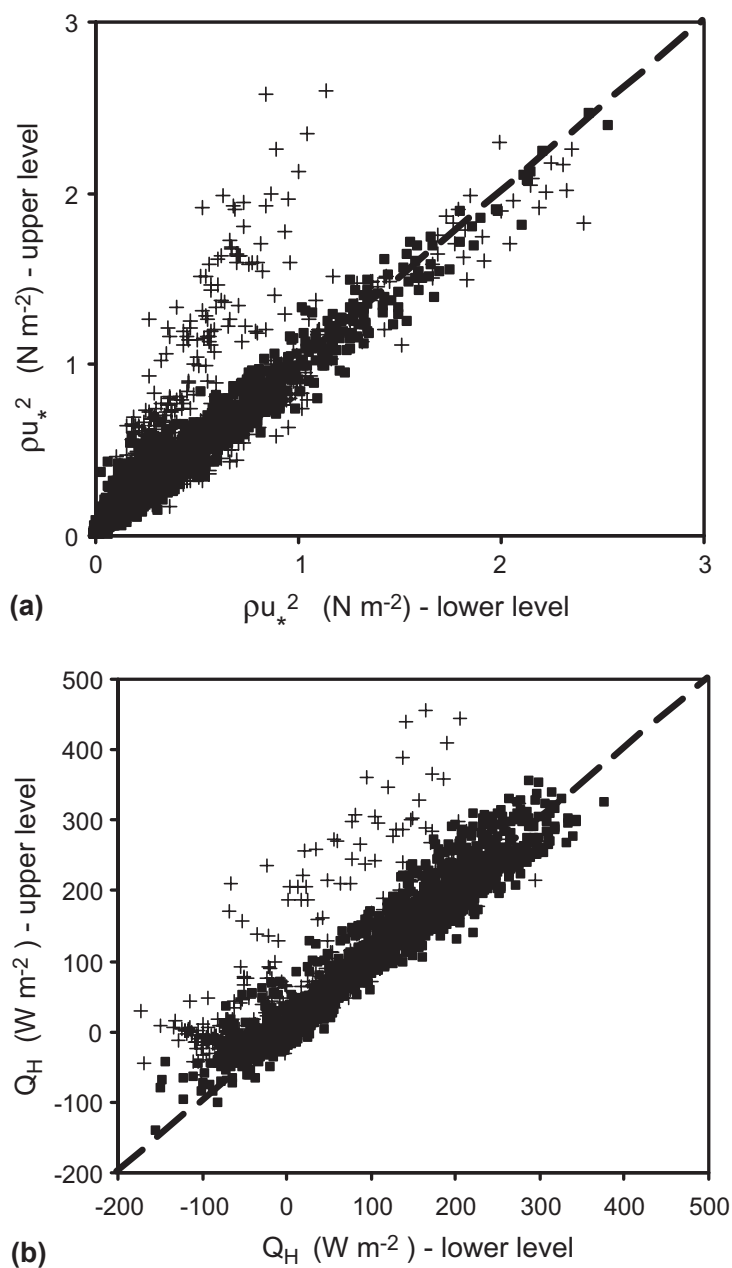 3
2
1
0
ρu*² (N m-2) - upper level
0 1 2 3
(a) ρu*² (N m-2) - lower level
500
400
300
200
100
0
-100
-200
QH (W m-2) - upper level
-200 -100 0 100 200 300 400 500
(b) QH (W m-2) - lower level